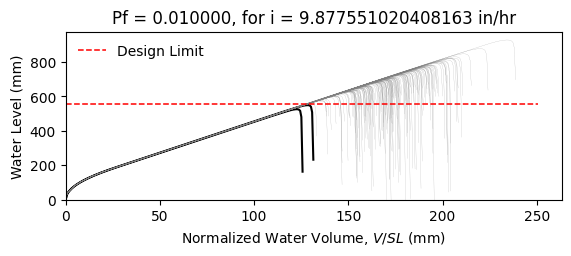 Pf = 0.010000, for i = 9.877551020408163 in/hr
Design Limit
Water Level (mm)
800
600
400
200
0
0 50 100 150 200 250
Normalized Water Volume, V/SL (mm)